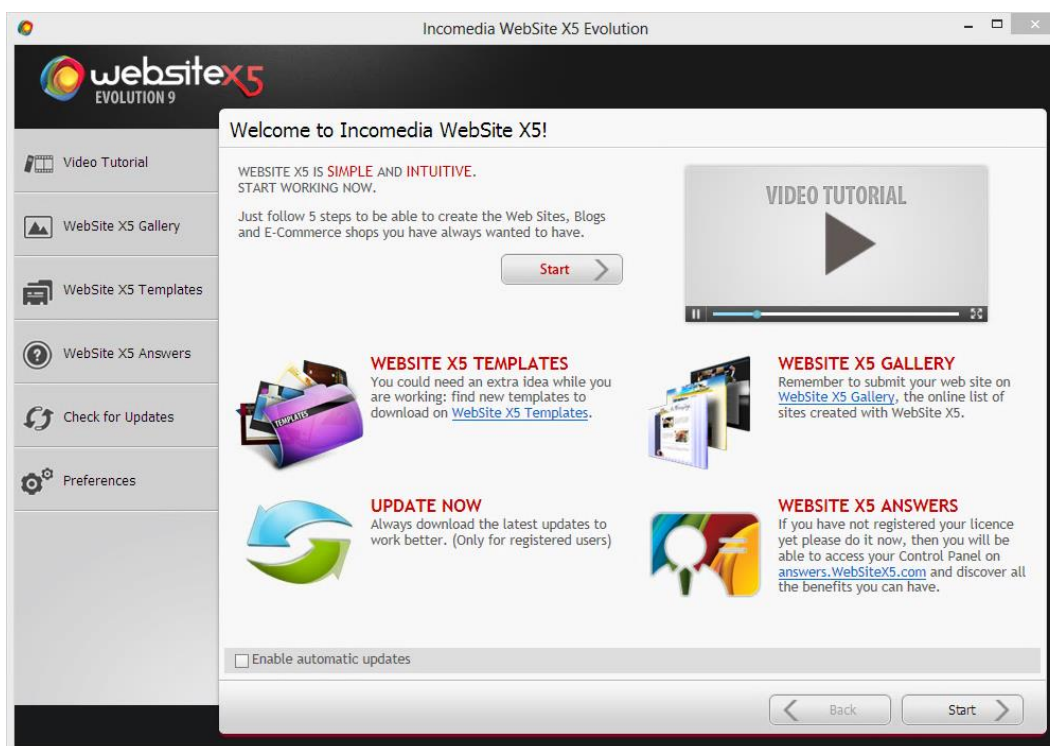 Incomedia WebSite X5 Evolution
websitex5
EVOLUTION 9
Welcome to Incomedia WebSite X5!
Video Tutorial
WebSite X5 Gallery
WebSite X5 Templates
WebSite X5 Answers
Check for Updates
Preferences
WEBSITE X5 IS SIMPLE AND INTUITIVE.
START WORKING NOW.
Just follow 5 steps to be able to create the Web Sites, Blogs
and E-Commerce shops you have always wanted to have.
Start
VIDEO TUTORIAL
TEMPLATES
WEBSITE X5 TEMPLATES
You could need an extra idea while you
are working: find new templates to
download on WebSite X5 Templates.
WEBSITE X5 GALLERY
Remember to submit your web site on
WebSite X5 Gallery, the online list of
sites created with WebSite X5.
UPDATE NOW
Always download the latest updates to
work better. (Only for registered users)
WEBSITE X5 ANSWERS
If you have not registered your licence
yet please do it now, then you will be
able to access your Control Panel on
answers.WebSiteX5.com and discover all
the benefits you can have.
Enable automatic updates
Back
Start